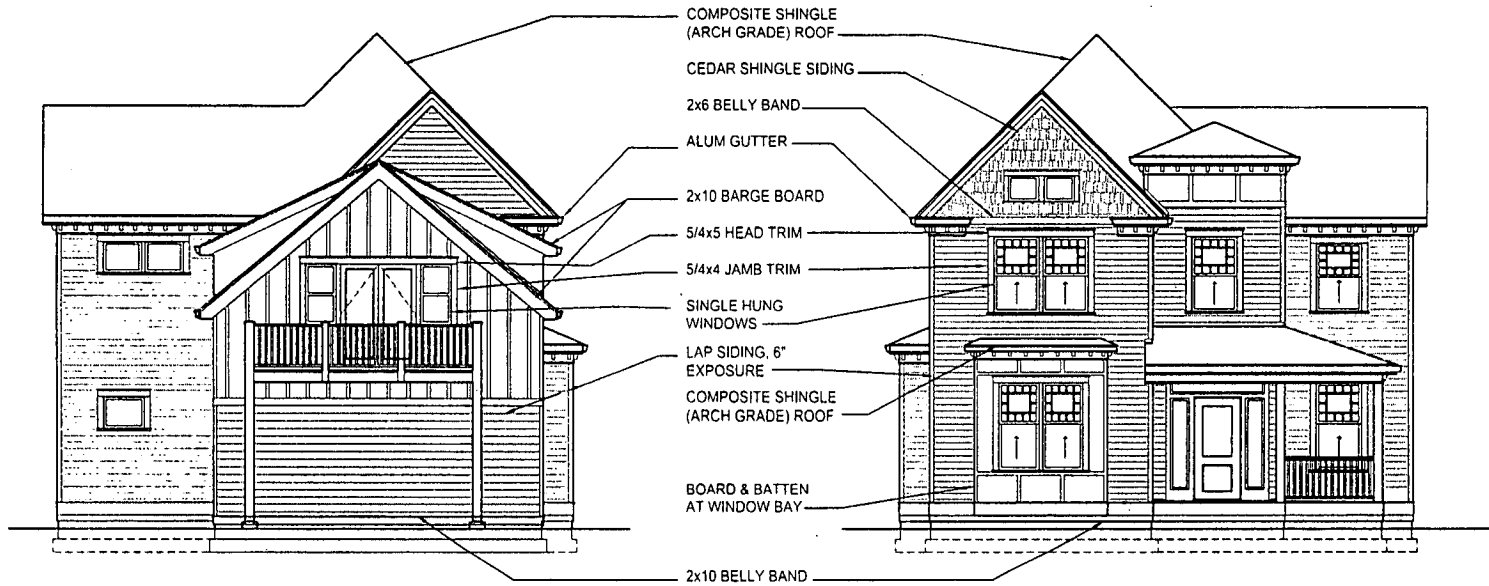 COMPOSITE SHINGLE
(ARCH GRADE) ROOF
CEDAR SHINGLE SIDING
2x6 BELLY BAND
ALUM GUTTER
2x10 BARGE BOARD
5/4x5 HEAD TRIM
5/4x4 JAMB TRIM
SINGLE HUNG
WINDOWS
LAP SIDING, 6"
EXPOSURE
COMPOSITE SHINGLE
(ARCH GRADE) ROOF
BOARD & BATTEN
AT WINDOW BAY
2x10 BELLY BAND